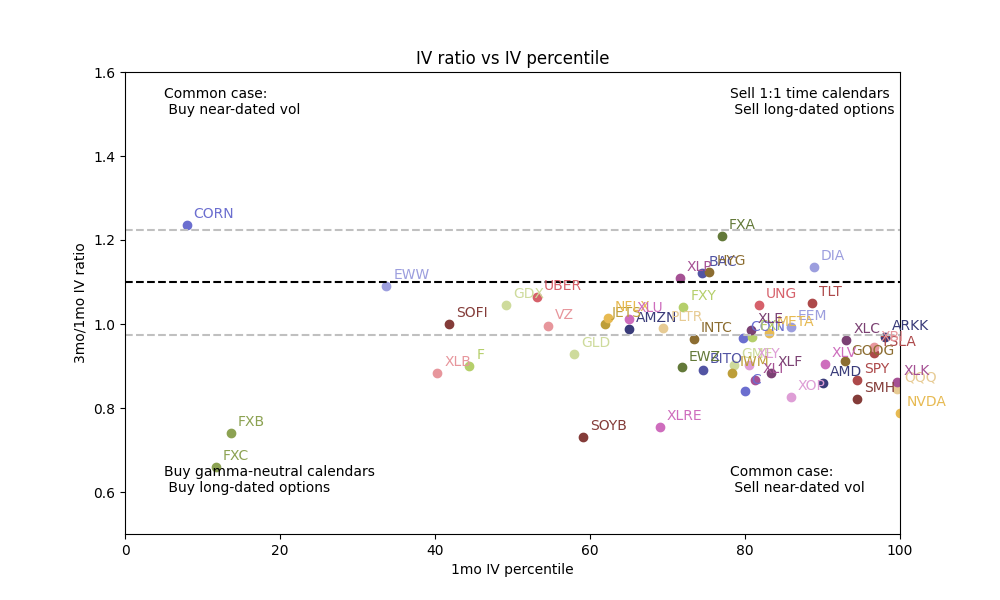 IV ratio vs IV percentile
1.6
Common case:
Buy near-dated vol
Sell 1:1 time calendars
Sell long-dated options
1.4
CORN
FXA
1.2
DIA
BAC
HYG
XLP
EWW
UBER
GDX
FXY
UNG
TLT
SOFI
VZ
XLU
AMZN
PLTR
INTC
XLE
META
EEM
XLC
ARKK
1.0
GLD
F
XLB
EWZ
BITO
IWM
XLI
XLF
XLV
GOOG
AMD
SPY
XLK
QQQ
XOP
SMH
NVDA
0.8
FXB
SOYB
XLRE
FXC
Buy gamma-neutral calendars
Buy long-dated options
Common case:
Sell near-dated vol
0.6
3mo/1mo IV ratio
0
20
40
60
80
100
1mo IV percentile